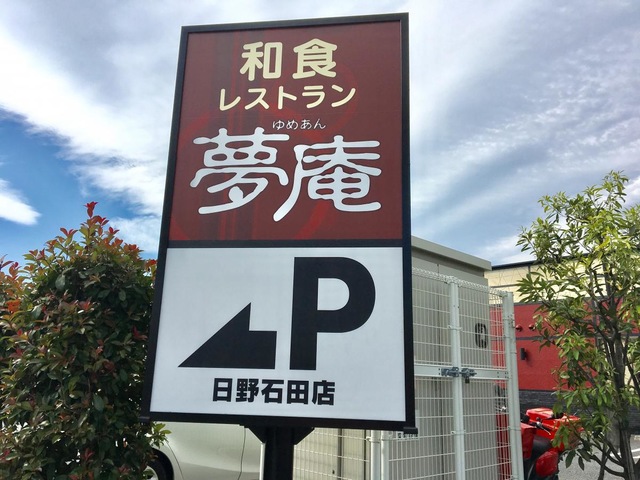 和食
レストラン
ゆめあん
夢庵
P
日野石田店